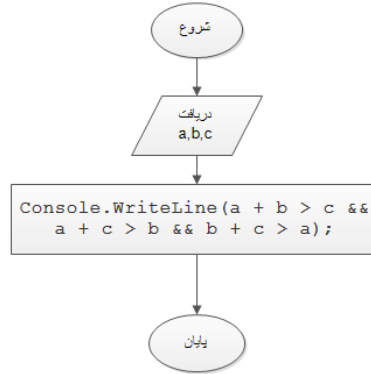 شروع
دریافت
a,b,c
Console.WriteLine(a + b > c &&
a + c > b && b + c > a);
پایان